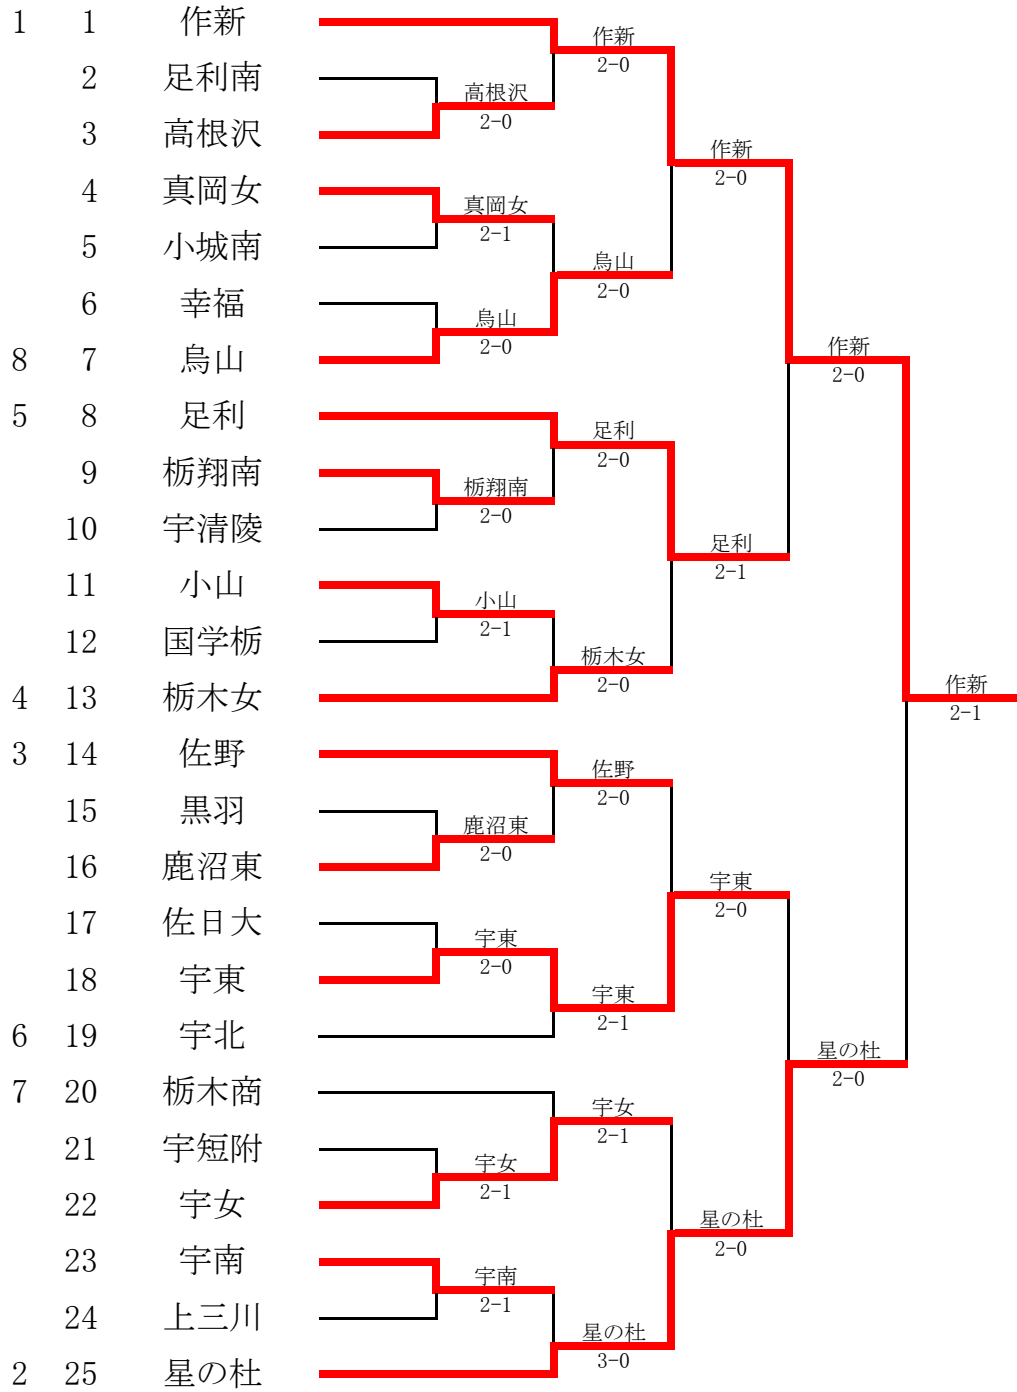 1 1 作新
作新
2-0
2 足利南
高根沢
2-0
3 高根沢
作新
2-0
4 真岡女
真岡女
2-1
5 小城南
烏山
2-0
6 幸福
烏山
2-0
作新
2-0
8 7 烏山
5 8 足利
足利
2-0
9 栃翔南
栃翔南
2-0
10 宇清陵
足利
2-1
11 小山
小山
2-1
12 国学栃
栃木女
2-0
4 13 栃木女
作新
2-1
3 14 佐野
佐野
2-0
15 黒羽
鹿沼東
2-0
16 鹿沼東
宇東
2-0
17 佐日大
宇東
2-0
18 宇東
宇東
2-1
6 19 宇北
星の杜
2-0
7 20 栃木商
宇女
2-1
21 宇短附
宇女
2-1
22 宇女
星の杜
2-0
23 宇南
宇南
2-1
24 上三川
星の杜
3-0
2 25 星の杜